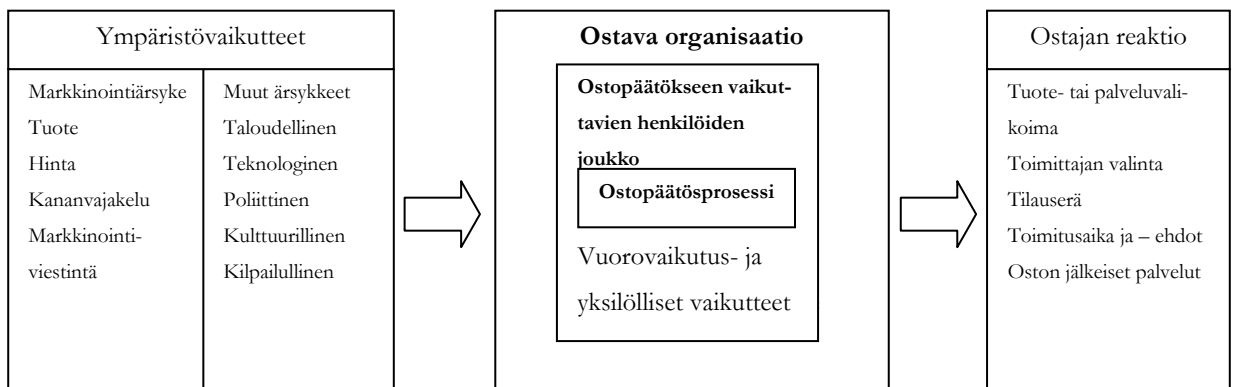 Ympäristövaikutteet
Markkinointiärsyke
Tuote
Hinta
Kananvajakelu
Markkinointi-
viestintä
Muut ärsykkeet
Taloudellinen
Teknologinen
Poliittinen
Kulttuurillinen
Kilpailullinen
Ostava organisaatio
Ostopäätökseen vaikut-
tavien henkilöiden
joukko
Ostopäätösprosessi
Vuorovaikutus- ja
yksilölliset vaikutteet
Ostajan reaktio
Tuote- tai palveluvali-
koima
Toimittajan valinta
Tilauserä
Toimitusaika ja – ehdot
Oston jälkeiset palvelut